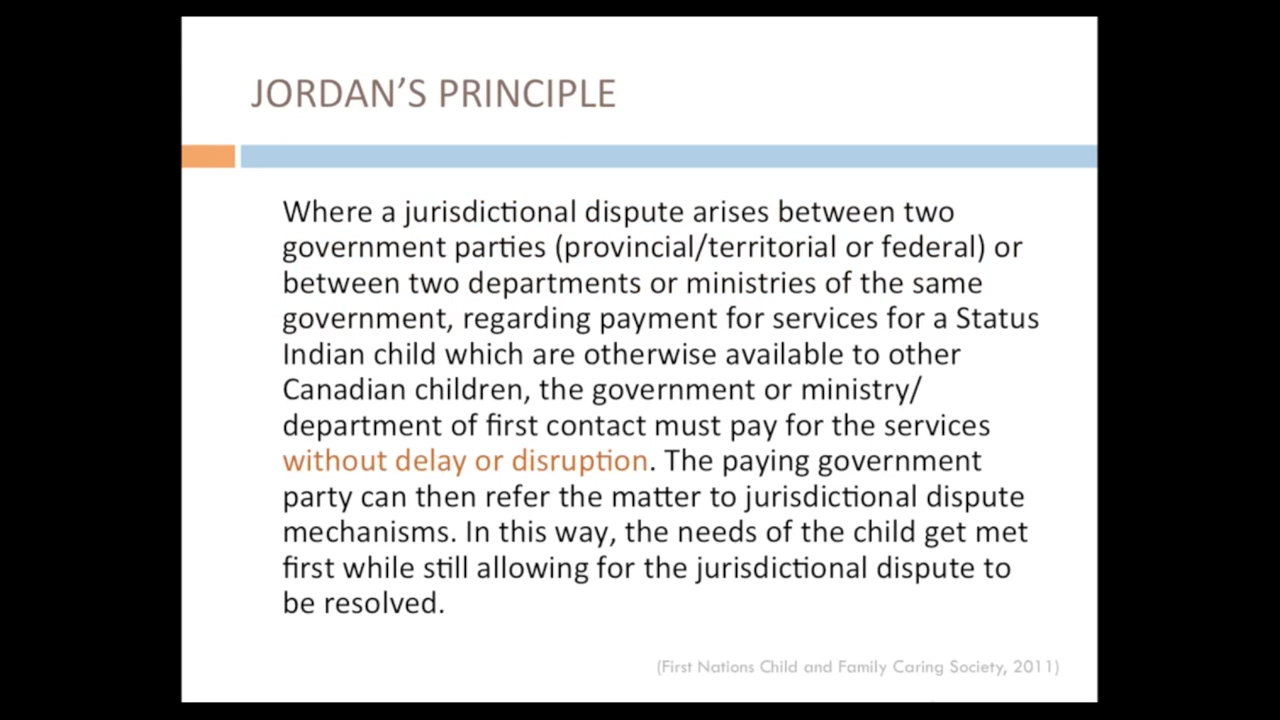 JORDAN’S PRINCIPLE
Where a jurisdictional dispute arises between two
government parties (provincial/territorial or federal) or
between two departments or ministries of the same
government, regarding payment for services for a Status
Indian child which are otherwise available to other
Canadian children, the government or ministry/
department of first contact must pay for the services
without delay or disruption. The paying government
party can then refer the matter to jurisdictional dispute
mechanisms. In this way, the needs of the child get met
first while still allowing for the jurisdictional dispute to
be resolved.
(First Nations Child and Family Caring Society, 2011)